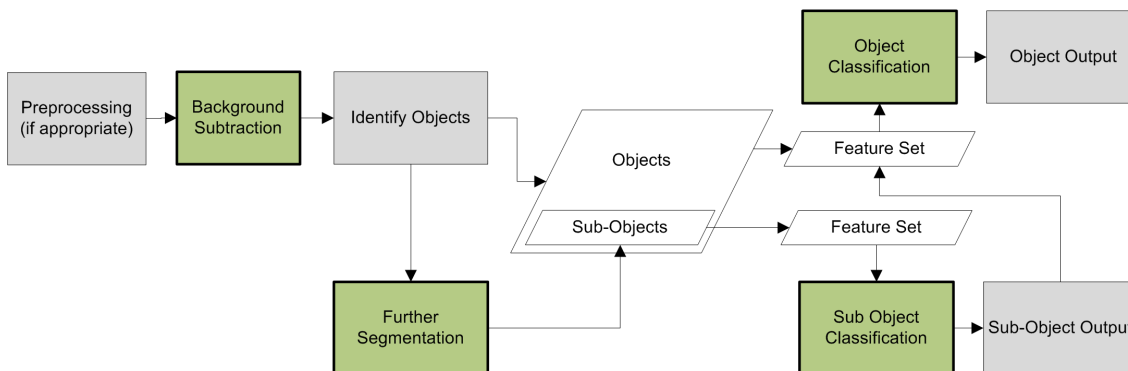 Preprocessing
(if appropriate)
Background
Subtraction
Identify Objects
Objects
Sub-Objects
Further
Segmentation
Object
Classification
Object Output
Feature Set
Feature Set
Sub Object
Classification
Sub-Object Output